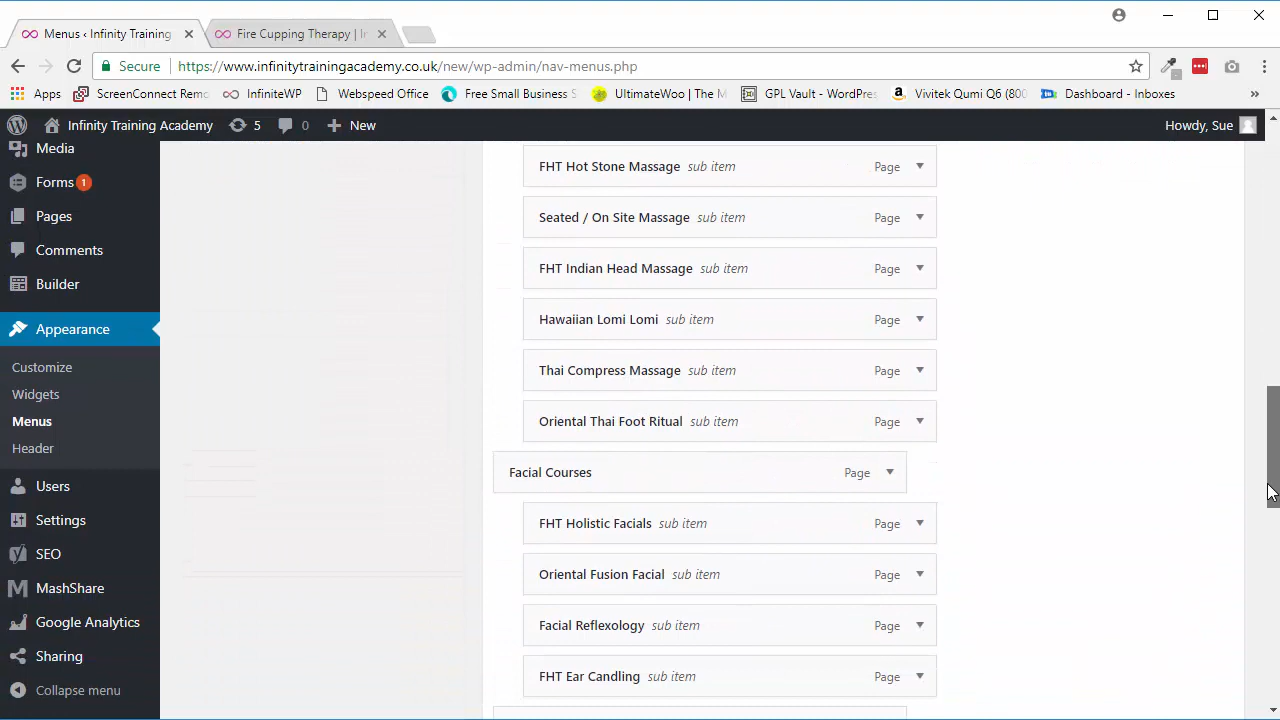 Menus ‹ Infinity Training
Fire Cupping Therapy | In
Secure
https://www.infinitytrainingacademy.co.uk/new/wp-admin/nav-menus.php
Apps
ScreenConnect Remo
InfiniteWP
Webspeed Office
Free Small Business S
UltimateWoo | The M
GPL Vault - WordPres
Vivitek Qumi Q6 (800
Dashboard - Inboxes
»
Infinity Training Academy
5
0
New
Howdy, Sue
Media
Forms 1
Pages
Comments
Builder
Appearance
Customize
Widgets
Menus
Header
Users
Settings
SEO
MashShare
Google Analytics
Sharing
Collapse menu
FHT Hot Stone Massage sub item Page
Seated / On Site Massage sub item Page
FHT Indian Head Massage sub item Page
Hawaiian Lomi Lomi sub item Page
Thai Compress Massage sub item Page
Oriental Thai Foot Ritual sub item Page
Facial Courses Page
FHT Holistic Facials sub item Page
Oriental Fusion Facial sub item Page
Facial Reflexology sub item Page
FHT Ear Candling sub item Page